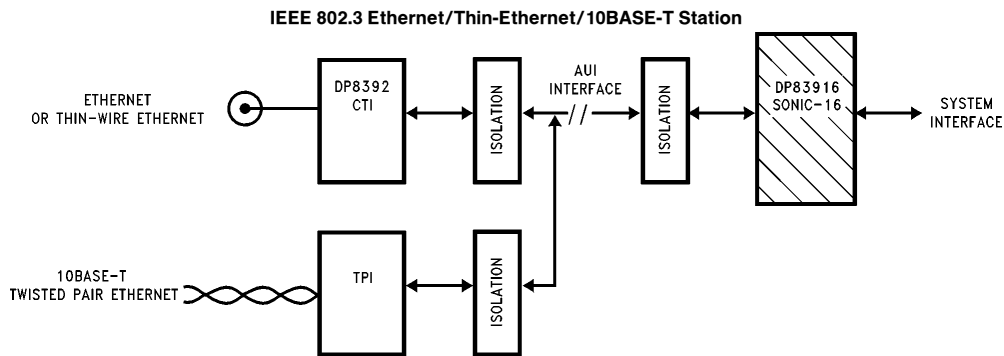 IEEE 802.3 Ethernet/Thin-Ethernet/10BASE-T Station
ETHERNET
OR THIN-WIRE ETHERNET
DP8392
CTI
ISOLATION
AUI
INTERFACE
ISOLATION
DP83916
SONIC-16
SYSTEM
INTERFACE
10BASE-T
TWISTED PAIR ETHERNET
TPI
ISOLATION